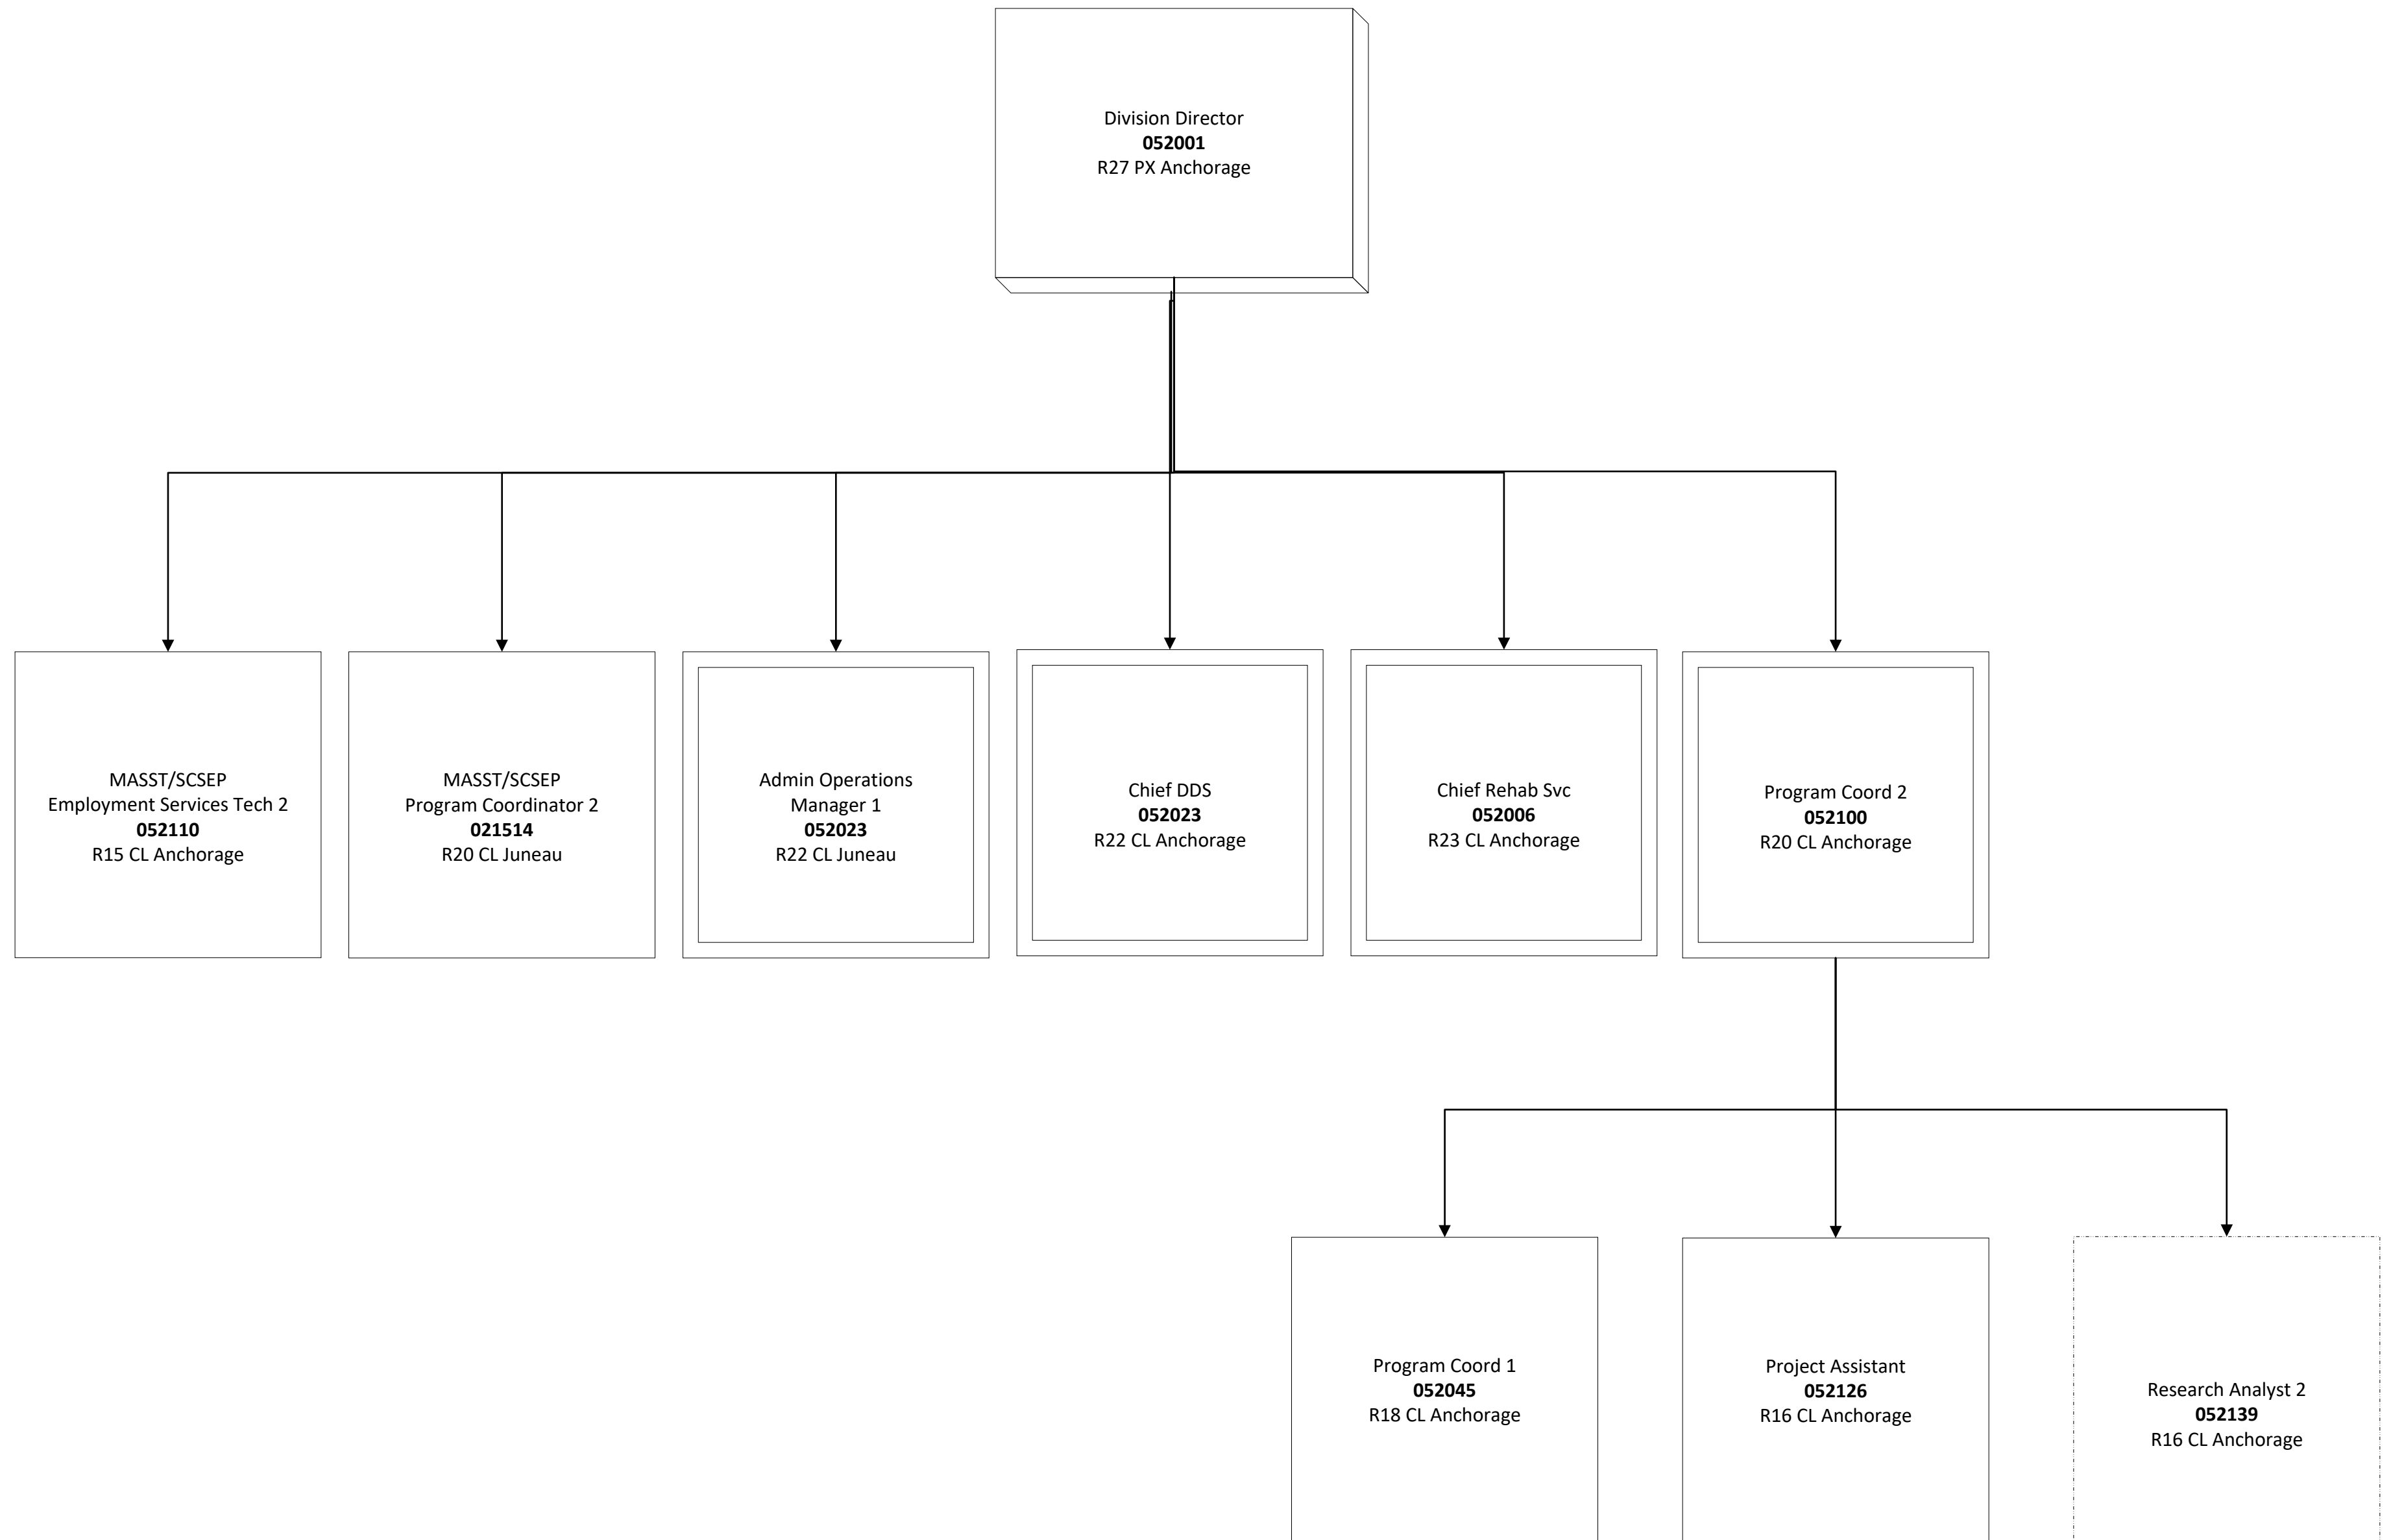 Division Director
052001
R27 PX Anchorage
MASST/SCSEP
Employment Services Tech 2
052110
R15 CL Anchorage
MASST/SCSEP
Program Coordinator 2
021514
R20 CL Juneau
Admin Operations
Manager 1
052023
R22 CL Juneau
Chief DDS
052023
R22 CL Anchorage
Chief Rehab Svc
052006
R23 CL Anchorage
Program Coord 2
052100
R20 CL Anchorage
Program Coord 1
052045
R18 CL Anchorage
Project Assistant
052126
R16 CL Anchorage
Research Analyst 2
052139
R16 CL Anchorage